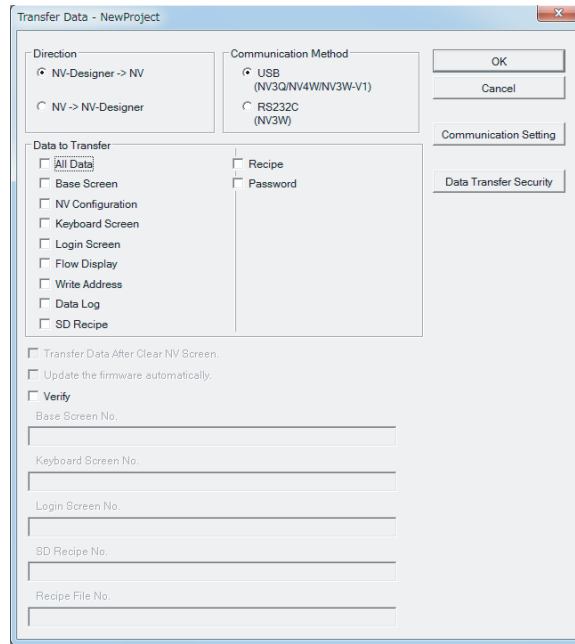 Transfer Data - NewProject
Direction
NV-Designer -> NV
NV -> NV-Designer
Communication Method
USB
(NV3Q/NV4W/NV3W-V1)
RS232C
(NV3W)
OK
Cancel
Communication Setting
Data Transfer Security
Data to Transfer
All Data
Base Screen
NV Configuration
Keyboard Screen
Login Screen
Flow Display
Write Address
Data Log
SD Recipe
Recipe
Password
Transfer Data After Clear NV Screen.
Update the firmware automatically.
Verify
Base Screen No.
Keyboard Screen No.
Login Screen No.
SD Recipe No.
Recipe File No.